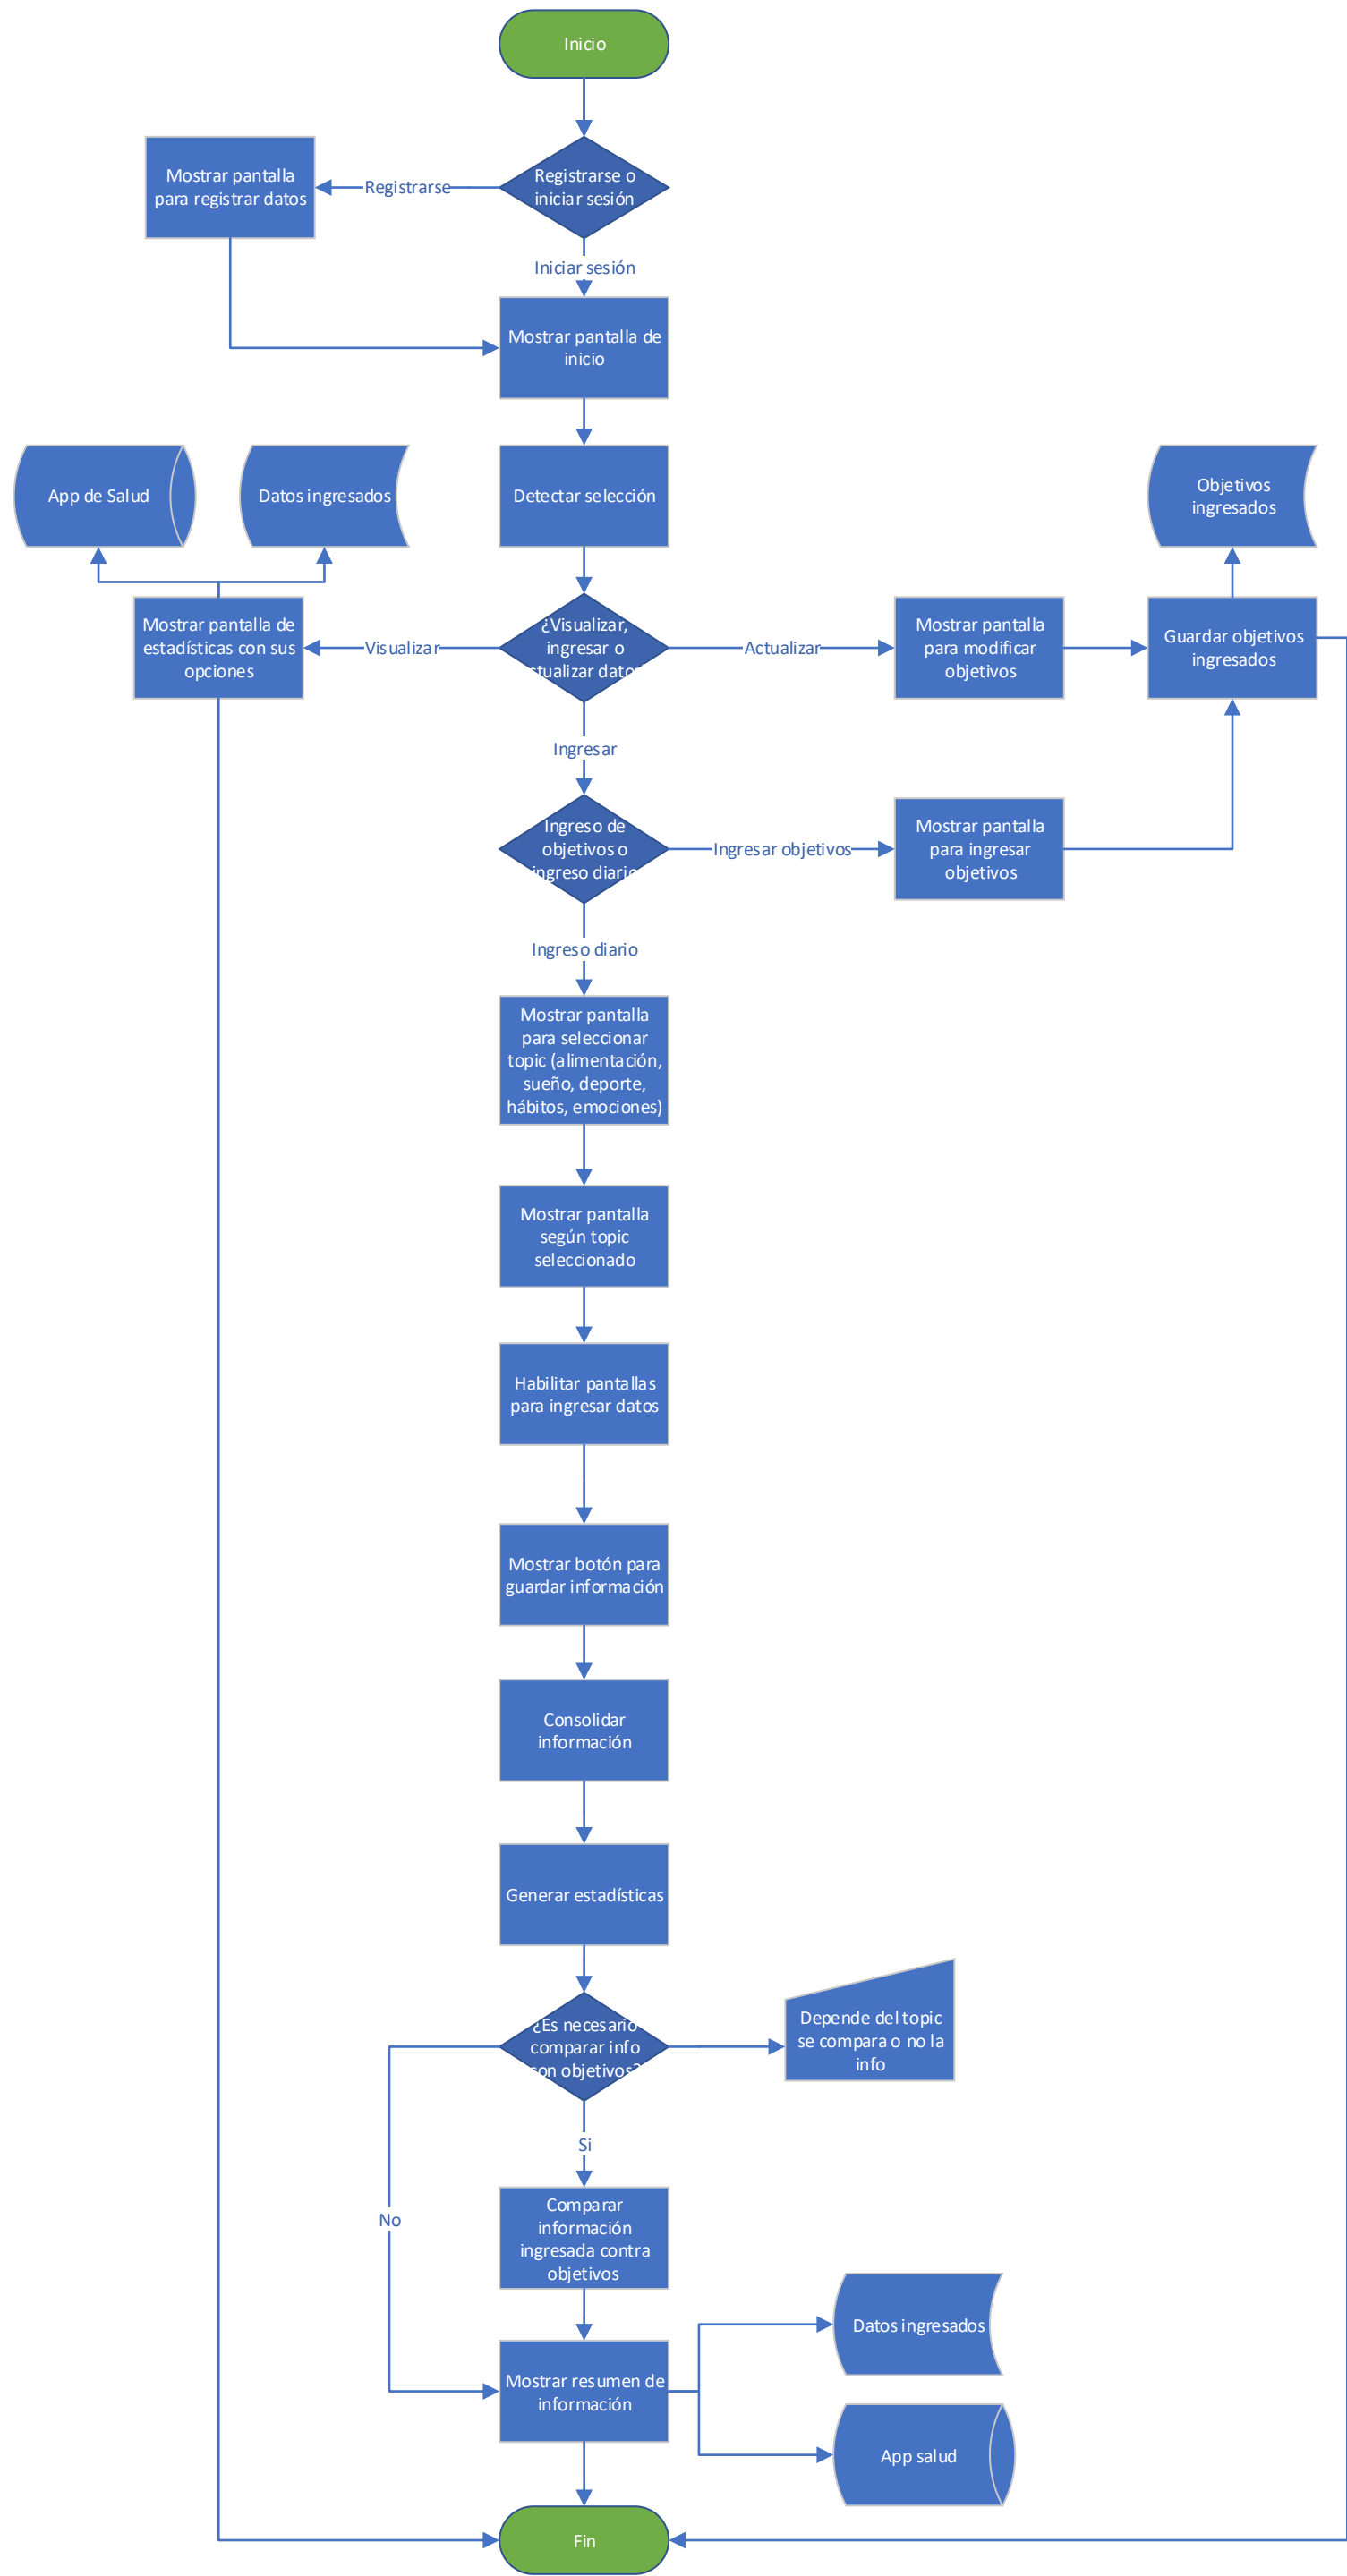 Inicio
Mostrar pantalla
para registrar datos
Registrarse
Registrarse o
iniciar sesión
Iniciar sesión
Mostrar pantalla de
inicio
App de Salud
Datos ingresados
Detectar selección
Objetivos
ingresados
Mostrar pantalla de
estadísticas con sus
opciones
Visualizar
¿Visualizar,
ingresar o
ctualizar datos
Actualizar
Mostrar pantalla
para modificar
objetivos
Guardar objetivos
ingresados
Ingresar
Ingreso de
objetivos o
ingreso diario
Ingresar objetivos
Mostrar pantalla
para ingresar
objetivos
Ingreso diario
Mostrar pantalla
para seleccionar
topic (alimentación,
sueño, deporte,
hábitos, emociones)
Mostrar pantalla
según topic
seleccionado
Habilitar pantallas
para ingresar datos
Mostrar botón para
guardar información
Consolidar
información
Generar estadísticas
¿Es necesario
comparar info
con objetivos?
Depende del topic
se compara o no la
info
Si
No
Comparar
información
ingresada contra
objetivos
Mostrar resumen de
información
Datos ingresados
App salud
Fin